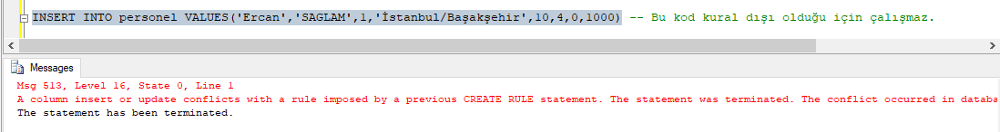 INSERT INTO personel VALUES('Ercan','SAGLAM',1,'İstanbul/Başakşehir',10,4,0,1000) -- Bu kod kural dışı olduğu için çalışmaz.
Messages
Msg 513, Level 16, State 0, Line 1
A column insert or update conflicts with a rule imposed by a previous CREATE RULE statement. The statement was terminated. The conflict occurred in databa
The statement has been terminated.